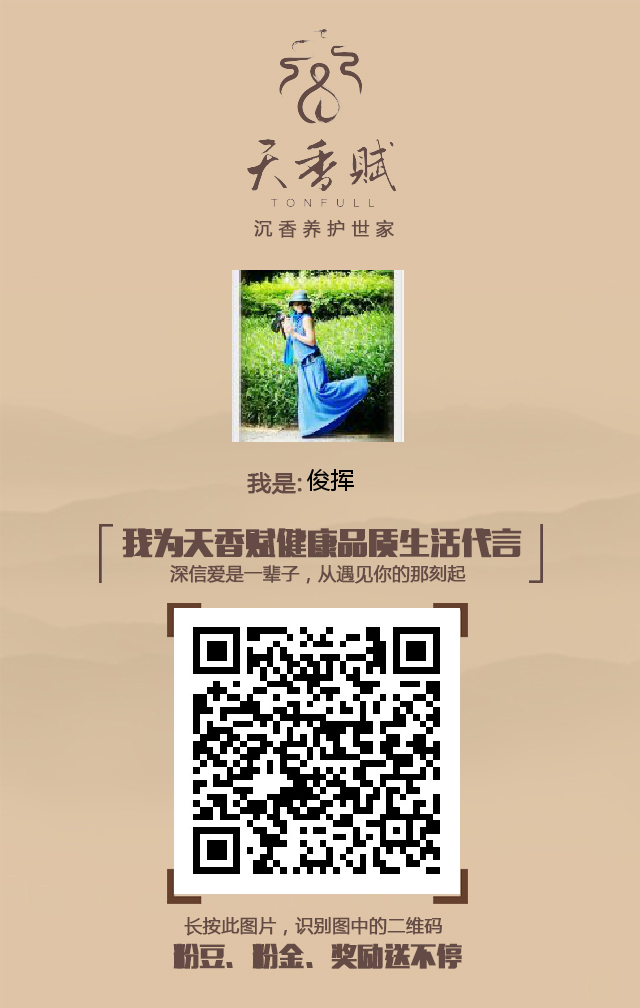 天香赋
TONFULL
沉香养护世家
我是:俊挥
我为天香赋健康品质生活代言
深信爱是一辈子，从遇见你的那刻起
长按此图片，识别图中的二维码
粉豆、粉金、奖励送不停